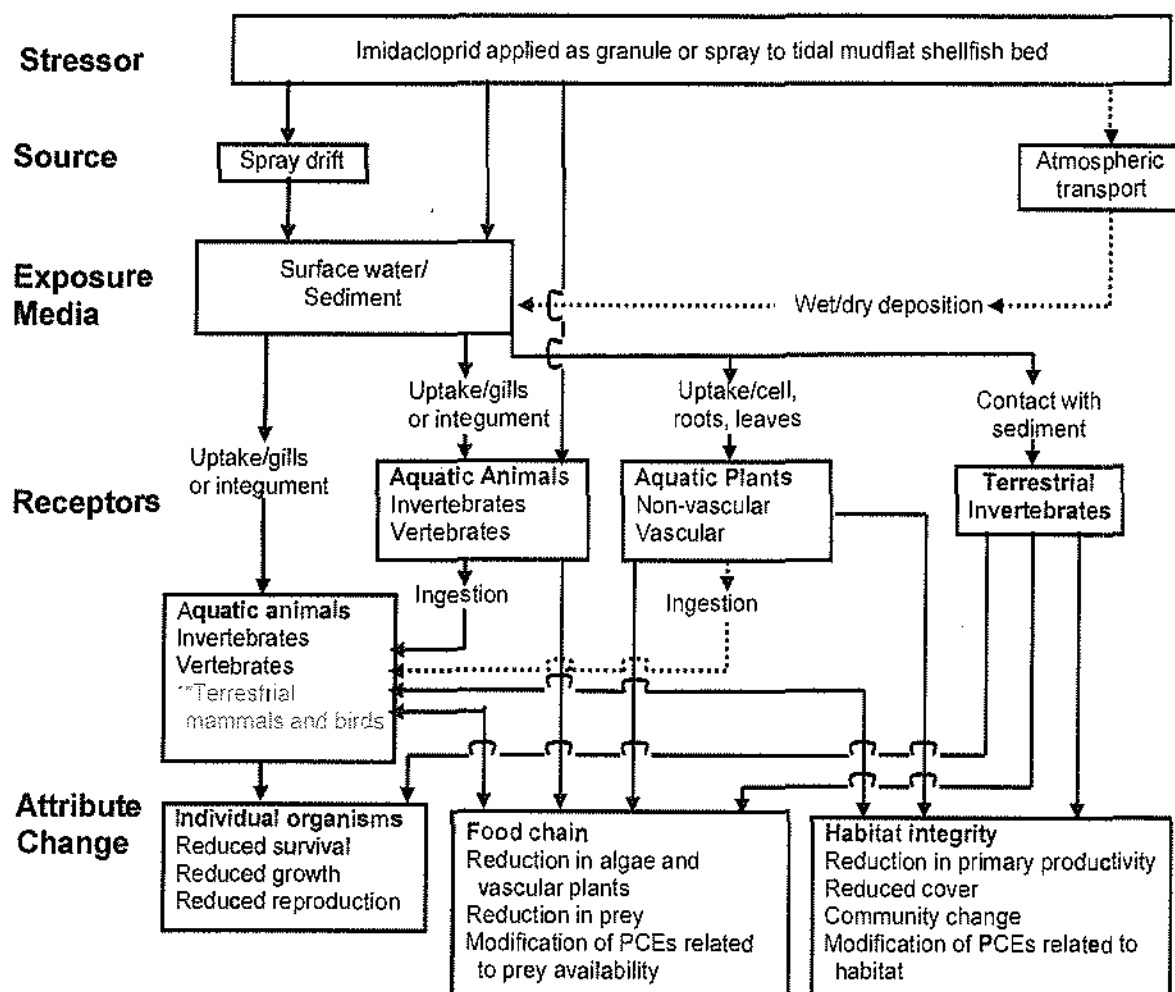 Stressor
Imidacloprid applied as granule or spray to tidal mudflat shellfish bed
Source
Spray drift
Atmospheric
transport
Exposure
Media
Surface water/
Sediment
Wet/dry deposition
Uptake/gills
or integument
Uptake/cell,
roots, leaves
Contact with
sediment
Uptake/gills
or integument
Receptors
Aquatic Animals
Invertebrates
Vertebrates
Aquatic Plants
Non-vascular
Vascular
Terrestrial
Invertebrates
Ingestion
Ingestion
Aquatic animals
Invertebrates
Vertebrates
**Terrestrial
mammals and birds
Attribute
Change
Individual organisms
Reduced survival
Reduced growth
Reduced reproduction
Food chain
Reduction in algae and
vascular plants
Reduction in prey
Modification of PCEs related
to prey availability
Habitat integrity
Reduction in primary productivity
Reduced cover
Community change
Modification of PCEs related to
habitat